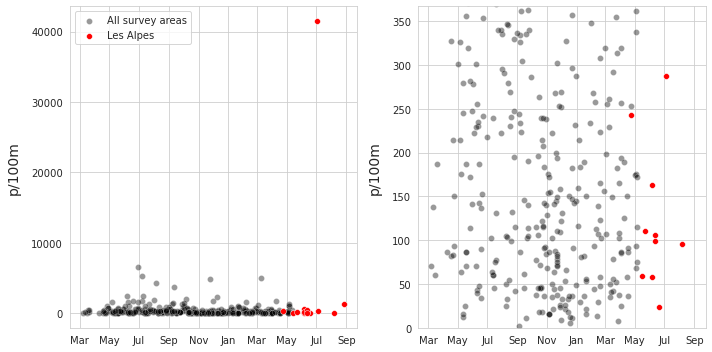 All survey areas
Les Alpes
p/100m
40000
30000
20000
10000
0
Mar May Jul Sep Nov Jan Mar May Jul Sep
p/100m
350
300
250
200
150
100
50
0
Mar May Jul Sep Nov Jan Mar May Jul Sep